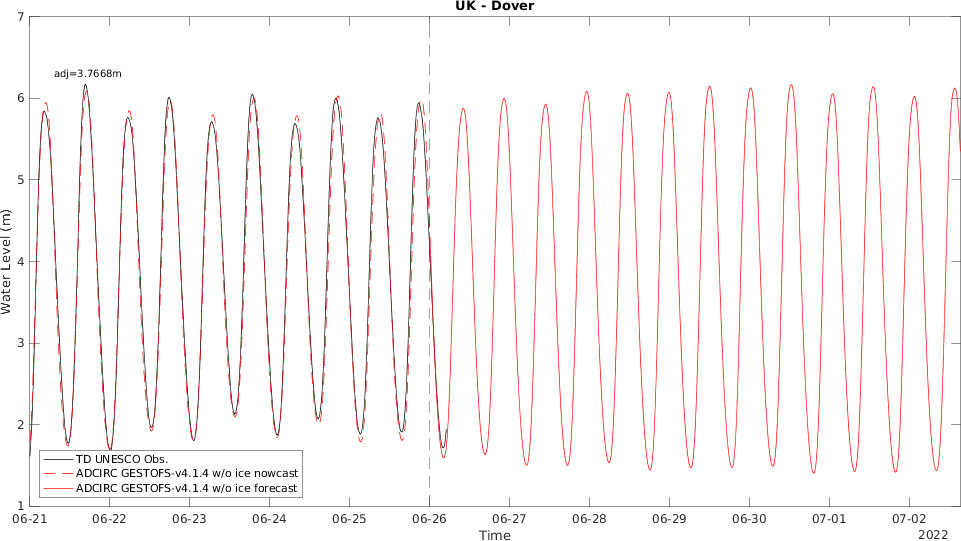 UK - Dover
adj=3.7668m
Water Level (m)
7
6
5
4
3
2
1
TD UNESCO Obs.
ADCIRC GESTOFS-v4.1.4 w/o ice nowcast
ADCIRC GESTOFS-v4.1.4 w/o ice forecast
06-21 06-22 06-23 06-24 06-25 06-26 06-27 06-28 06-29 06-30 07-01 07-02
Time
2022